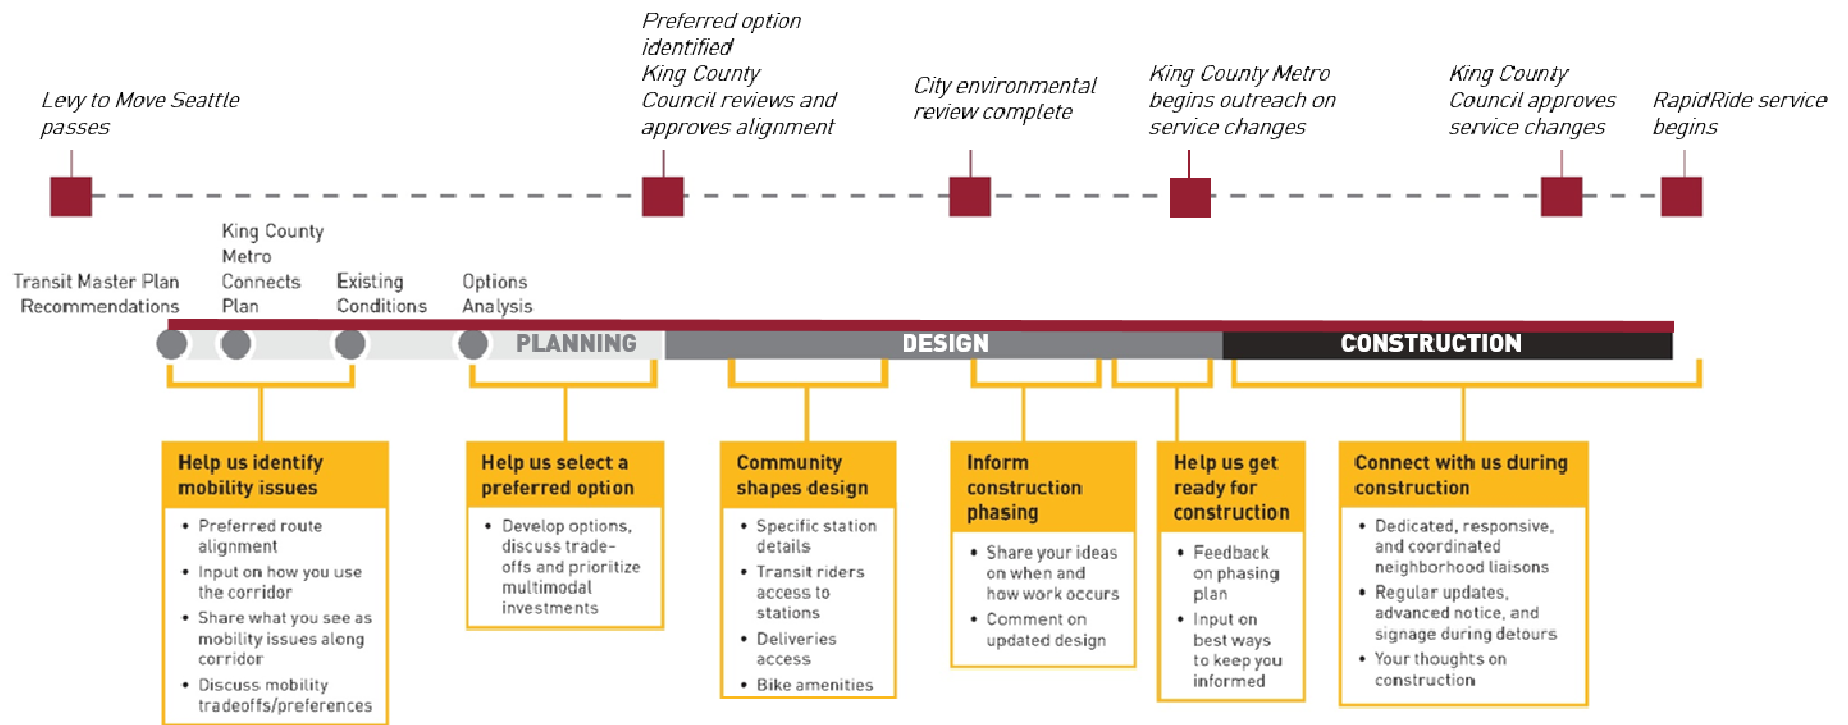 Levy to Move Seattle
passes
Preferred option
identified
King County
Council reviews and
approves alignment
City environmental
review complete
King County Metro
begins outreach on
service changes
King County
Council approves
service changes
RapidRide service
begins
Transit Master Plan
Recommendations
King County
Metro
Connects
Plan
Existing
Conditions
Options
Analysis
PLANNING
DESIGN
CONSTRUCTION
Help us identify
mobility issues
• Preferred route
alignment
• Input on how you use
the corridor
• Share what you see as
mobility issues along
corridor
• Discuss mobility
tradeoffs/preferences
Help us select a
preferred option
• Develop options,
discuss trade-
offs and prioritize
multimodal
investments
Community
shapes design
• Specific station
details
• Transit riders
access to
stations
• Deliveries
access
• Bike amenities
Inform
construction
phasing
• Share your ideas
on when and
how work occurs
• Comment on
updated design
Help us get
ready for
construction
• Feedback
on phasing
plan
• Input on
best ways
to keep you
informed
Connect with us during
construction
• Dedicated, responsive,
and coordinated
neighborhood liaisons
• Regular updates,
advanced notice, and
signage during detours
• Your thoughts on
construction